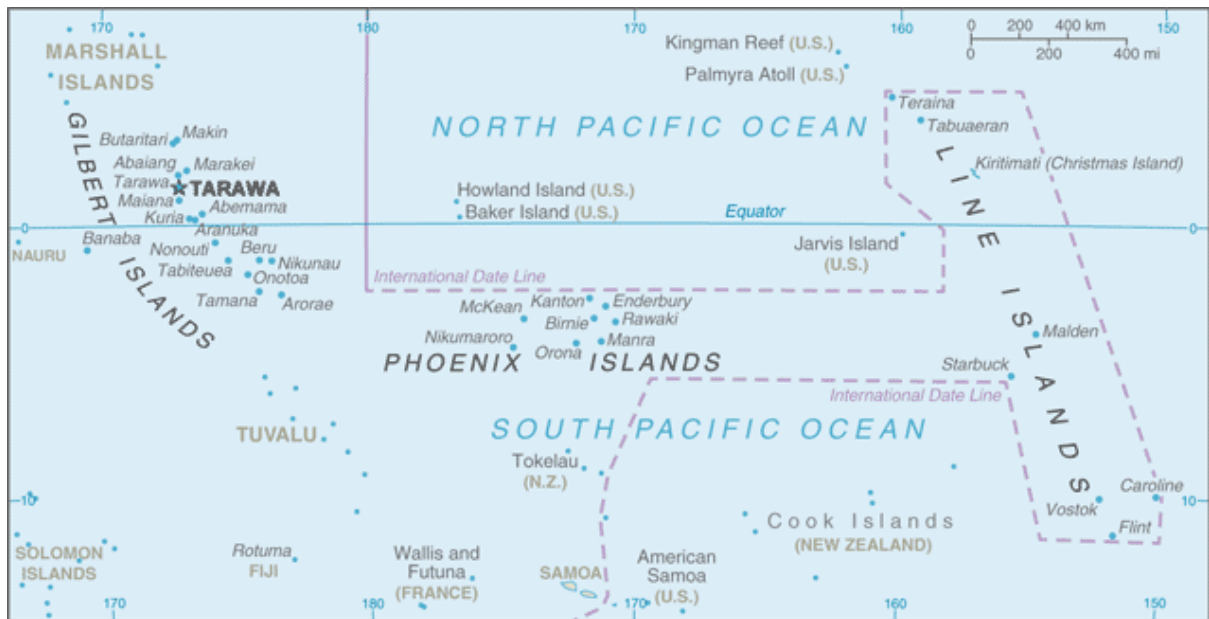 170
180
170
160
150
0 200 400 km
0 200 400 mi
MARSHALL
ISLANDS
Kingman Reef (U.S.)
Palmyra Atoll (U.S.)
Teraina
Tabuaeran
NORTH PACIFIC OCEAN
GILBERT ISLANDS
Butaritari
Makin
Abaiang
Marakei
Tarawa
TARAWA
Maiana
Abemama
Kuria
Aranuka
Kiritimati (Christmas Island)
LINE ISLANDS
Howland Island (U.S.)
Baker Island (U.S.)
Equator
0
0
NAURU
Banaba
Nonouti
Beru
Nikunau
Tabiteuea
Onotoa
Tamana
Arorae
Jarvis Island
(U.S.)
International Date Line
McKean
Kanton
Enderbury
Birnie
Rawaki
Nikumaroro
Orona
Manra
PHOENIX ISLANDS
Malden
Starbuck
International Date Line
TUVALU
SOUTH PACIFIC OCEAN
Tokelau
(N.Z.)
10
10
Vostok
Caroline
Flint
Cook Islands
(NEW ZEALAND)
SOLOMON
ISLANDS
Rotuma
FIJI
Wallis and
Futuna
(FRANCE)
SAMOA
American
Samoa
(U.S.)
170
180
170
160
150